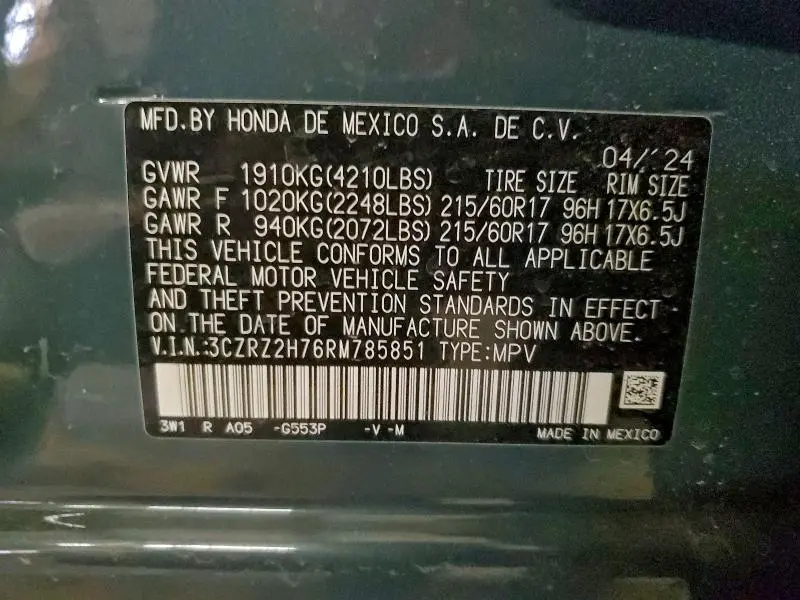 MFD.BY HONDA DE MEXICO S.A. DE C.V.
04/'24
GVWR 1910KG(4210LBS) TIRE SIZE RIM SIZE
GAWR F 1020KG(2248LBS) 215/60R17 96H 17X6.5J
GAWR R 940KG(2072LBS) 215/60R17 96H 17X6.5J
THIS VEHICLE CONFORMS TO ALL APPLICABLE
FEDERAL MOTOR VEHICLE SAFETY
AND THEFT PREVENTION STANDARDS IN EFFECT
ON THE DATE OF MANUFACTURE SHOWN ABOVE.
V.I.N.:3CZRZ2H76RM785851 TYPE:MPV
3W1 R A05 -G553P -V -M MADE IN MEXICO